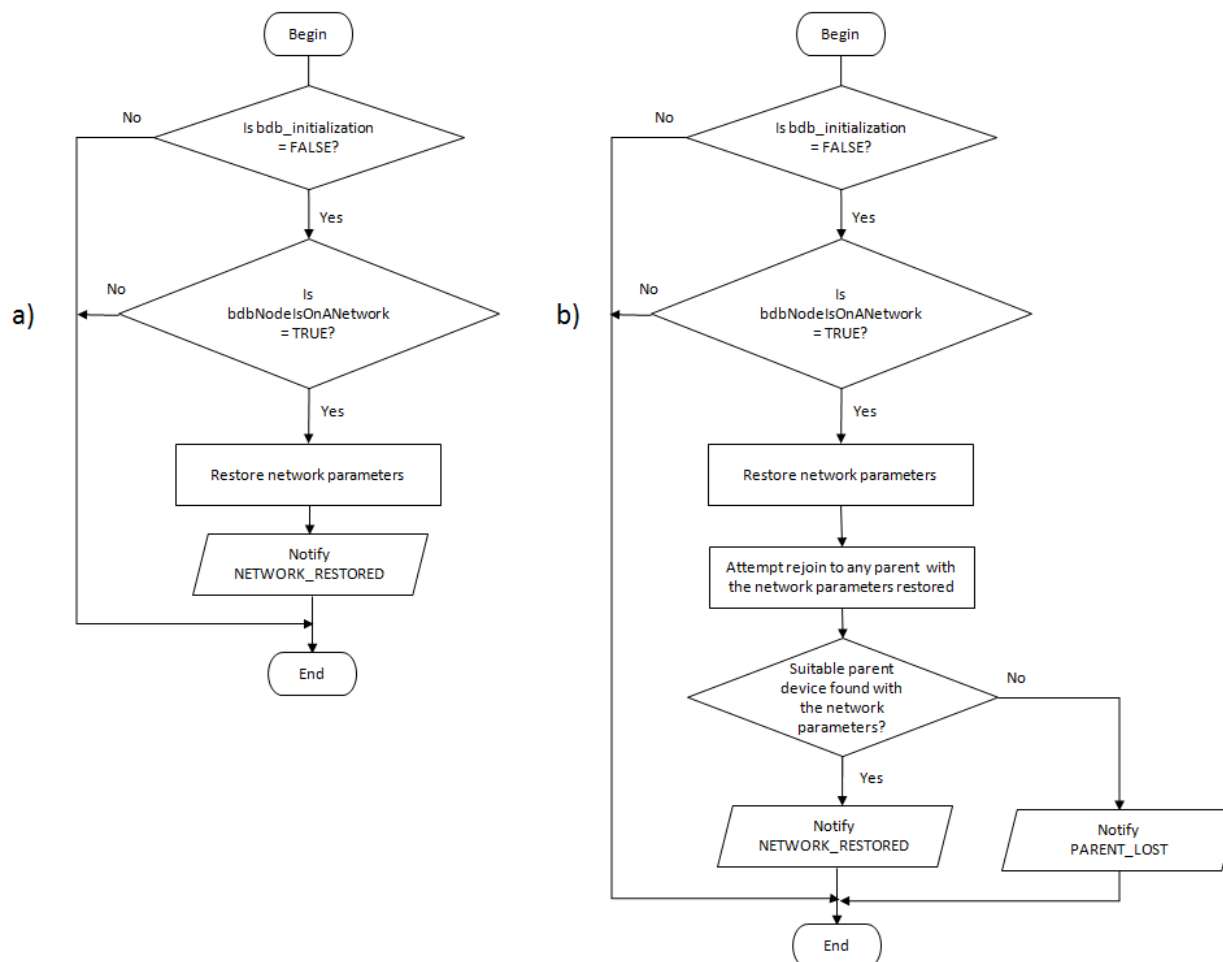 a)
Begin
Is bdb_initialization
= FALSE?
No
Yes
Is
bdbNodeIsOnANetwork
= TRUE?
No
Yes
Restore network parameters
Notify
NETWORK_RESTORED
End
b)
Begin
Is bdb_initialization
= FALSE?
No
Yes
Is
bdbNodeIsOnANetwork
= TRUE?
No
Yes
Restore network parameters
Attempt rejoin to any parent with
the network parameters restored
Suitable parent
device found with
the network
parameters?
No
Yes
Notify
NETWORK_RESTORED
Notify
PARENT_LOST
End